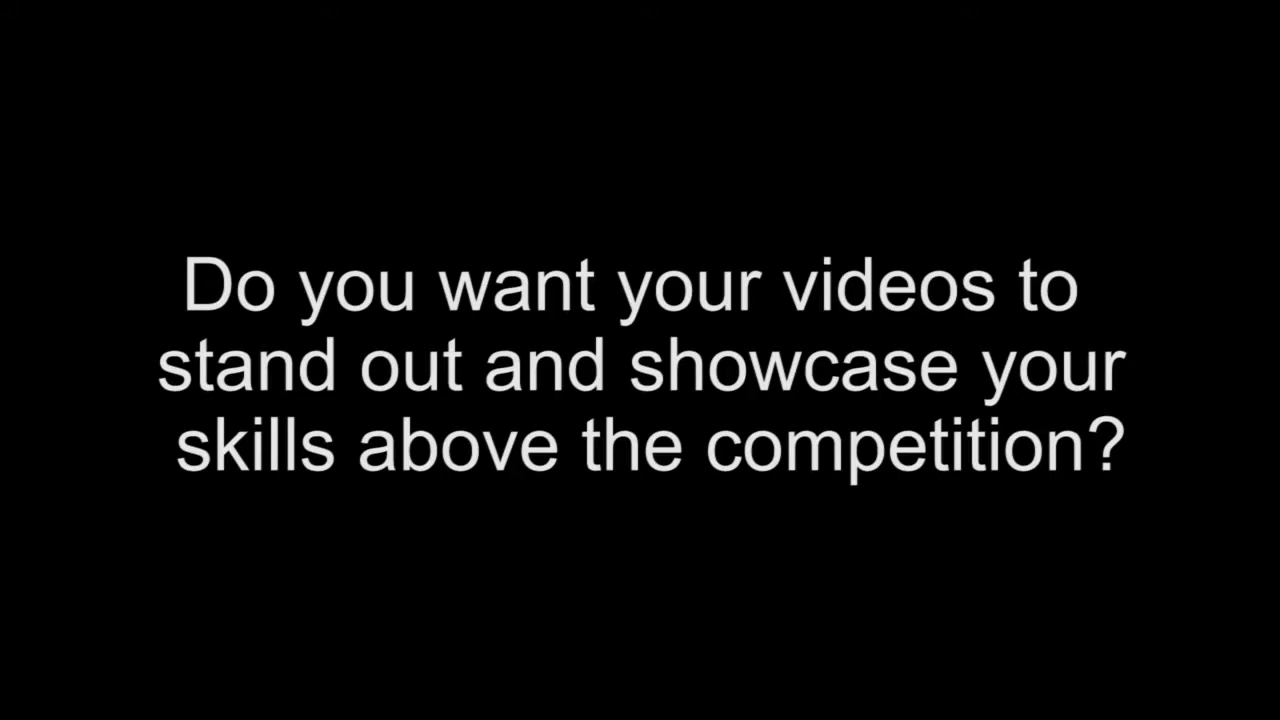 Do you want your videos to
stand out and showcase your
skills above the competition?